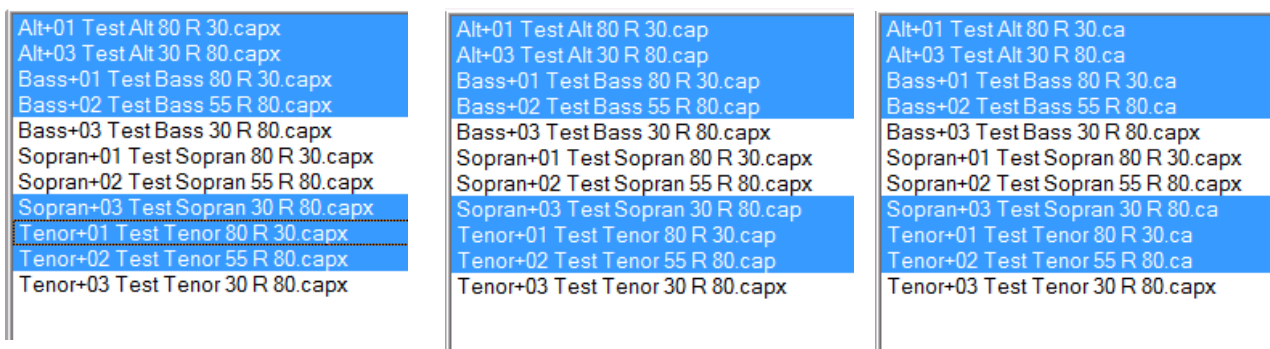 Alt+01 Test Alt 80 R 30.capx
Alt+03 Test Alt 30 R 80.capx
Bass+01 Test Bass 80 R 30.capx
Bass+02 Test Bass 55 R 80.capx
Bass+03 Test Bass 30 R 80.capx
Sopran+01 Test Sopran 80 R 30.capx
Sopran+02 Test Sopran 55 R 80.capx
Sopran+03 Test Sopran 30 R 80.capx
Tenor+01 Test Tenor 80 R 30.capx
Tenor+02 Test Tenor 55 R 80.capx
Tenor+03 Test Tenor 30 R 80.capx
Alt+01 Test Alt 80 R 30.cap
Alt+03 Test Alt 30 R 80.cap
Bass+01 Test Bass 80 R 30.cap
Bass+02 Test Bass 55 R 80.cap
Bass+03 Test Bass 30 R 80.capx
Sopran+01 Test Sopran 80 R 30.capx
Sopran+02 Test Sopran 55 R 80.capx
Sopran+03 Test Sopran 30 R 80.cap
Tenor+01 Test Tenor 80 R 30.cap
Tenor+02 Test Tenor 55 R 80.cap
Tenor+03 Test Tenor 30 R 80.capx
Alt+01 Test Alt 80 R 30.ca
Alt+03 Test Alt 30 R 80.ca
Bass+01 Test Bass 80 R 30.ca
Bass+02 Test Bass 55 R 80.ca
Bass+03 Test Bass 30 R 80.capx
Sopran+01 Test Sopran 80 R 30.capx
Sopran+02 Test Sopran 55 R 80.capx
Sopran+03 Test Sopran 30 R 80.ca
Tenor+01 Test Tenor 80 R 30.ca
Tenor+02 Test Tenor 55 R 80.ca
Tenor+03 Test Tenor 30 R 80.capx